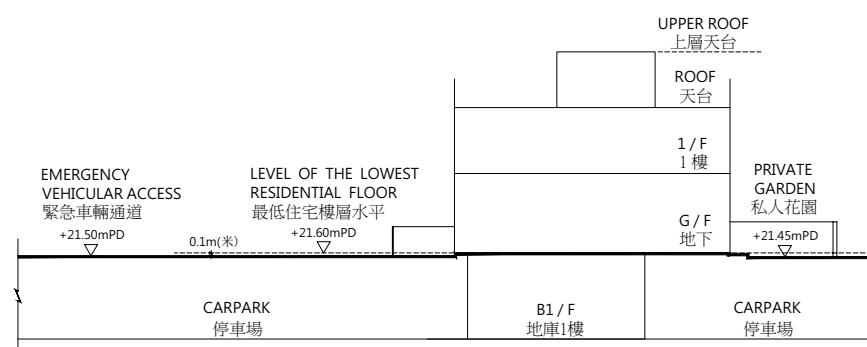 UPPER ROOF
上層天台
ROOF
天台
1 / F
1 樓
EMERGENCY
VEHICULAR ACCESS
緊急車輛通道
+21.50mPD
0.1m(米)
LEVEL OF THE LOWEST
RESIDENTIAL FLOOR
最低住宅樓層水平
+21.60mPD
G / F
地下
PRIVATE
GARDEN
私人花園
+21.45mPD
CARPARK
停車場
B1 / F
地庫1樓
CARPARK
停車場